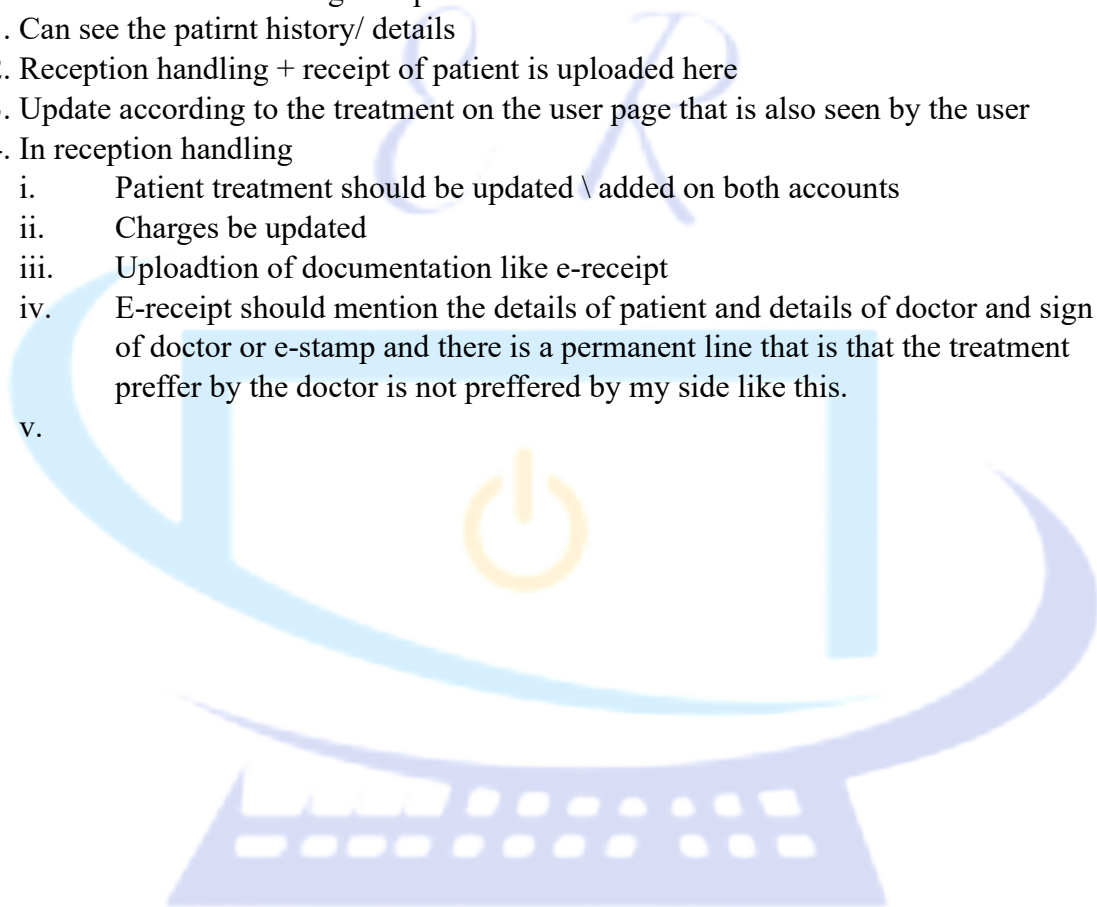 . Can see the patirnt history/ details
. Reception handling + receipt of patient is uploaded here
. Update according to the treatment on the user page that is also seen by the user
. In reception handling
i. Patient treatment should be updated \ added on both accounts
ii. Charges be updated
iii. Uploadtion of documentation like e-receipt
iv. E-receipt should mention the details of patient and details of doctor and sign
of doctor or e-stamp and there is a permanent line that is that the treatment
preffer by the doctor is not preffered by my side like this.
v.
ER